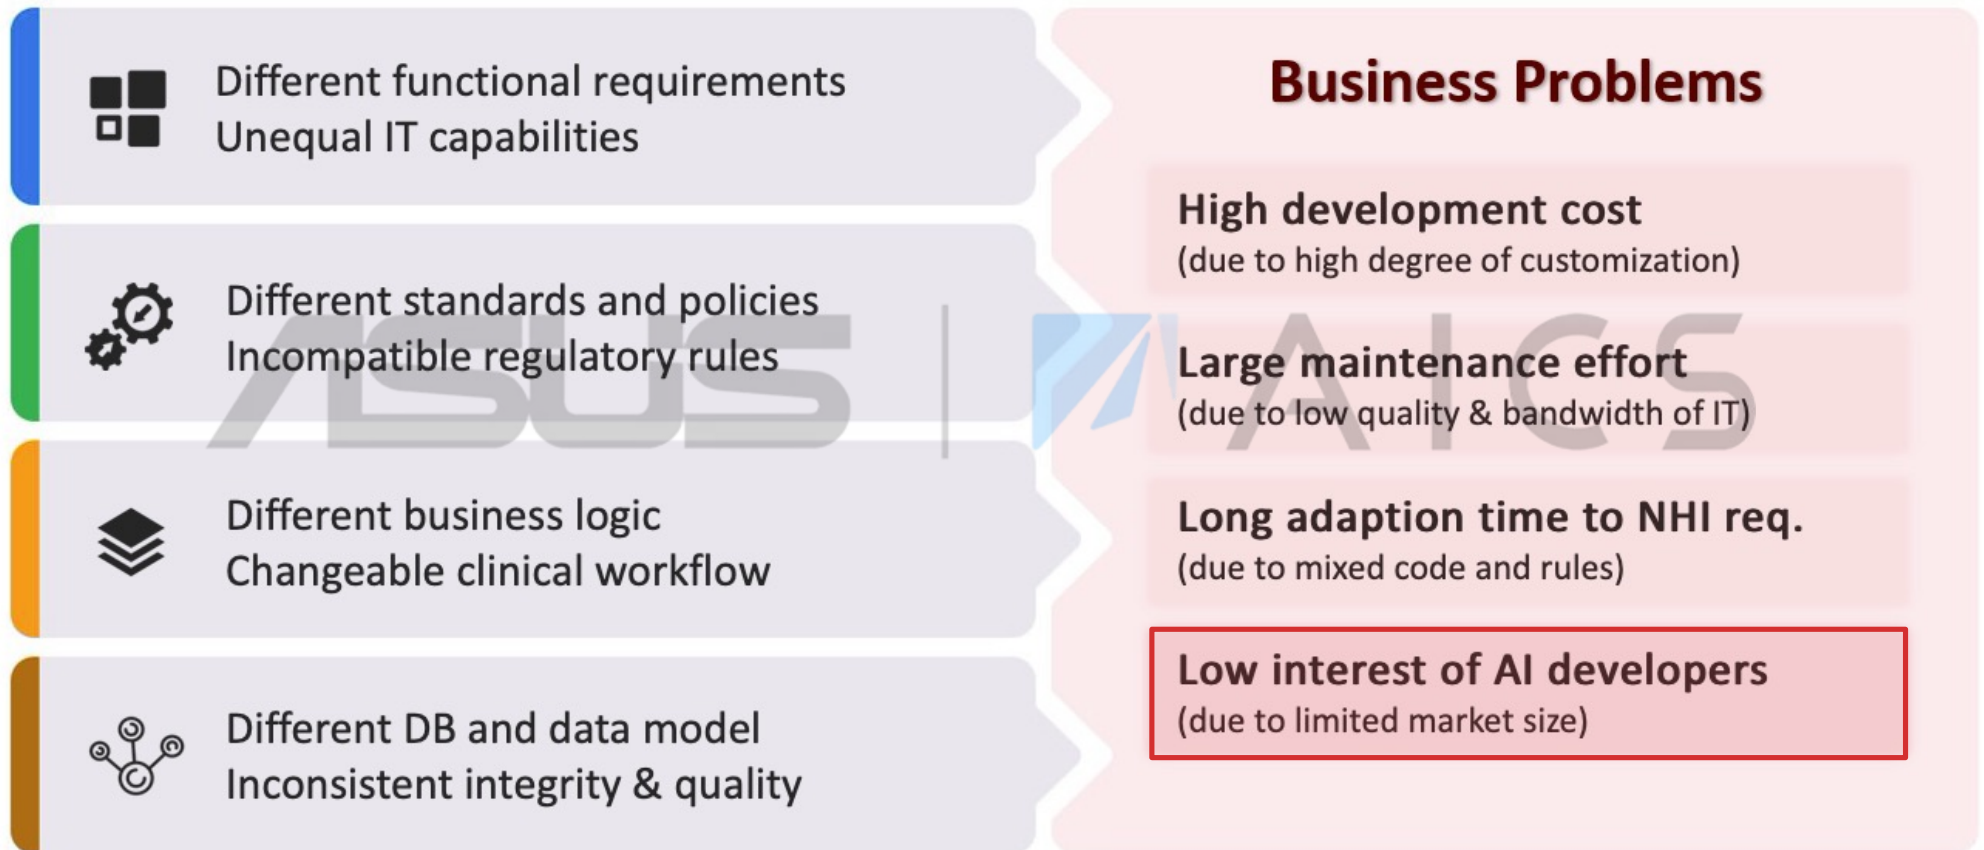 Different functional requirements
Unequal IT capabilities
Different standards and policies
Incompatible regulatory rules
Different business logic
Changeable clinical workflow
Different DB and data model
Inconsistent integrity & quality
Business Problems
High development cost
(due to high degree of customization)
Large maintenance effort
(due to low quality & bandwidth of IT)
Long adaption time to NHI req.
(due to mixed code and rules)
Low interest of AI developers
(due to limited market size)
ASUS | AICS